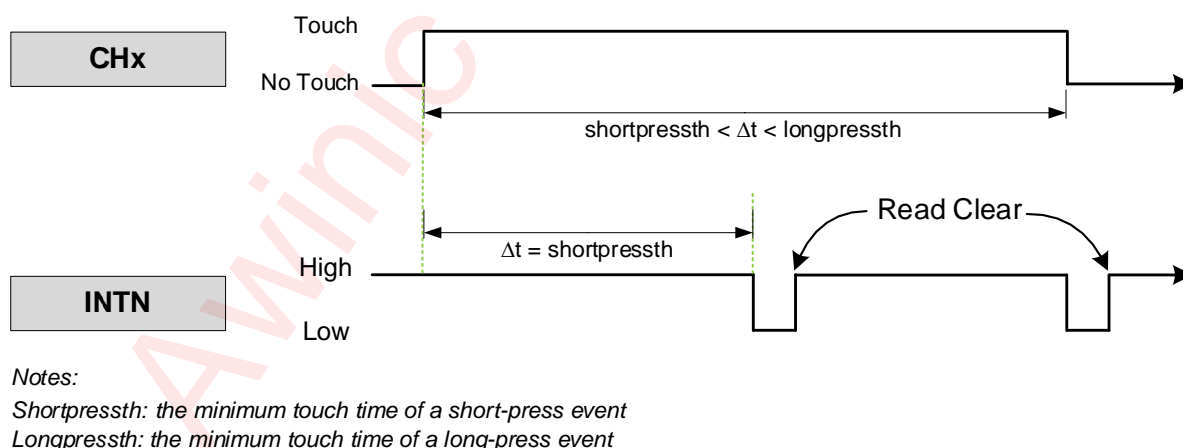 Touch
CHx
No Touch
shortpressth < Δt < longpressth
Read Clear
Δt = shortpressth
High
INTN
Low
Notes:
Shortpressth: the minimum touch time of a short-press event
Longpressth: the minimum touch time of a long-press event
Awinic